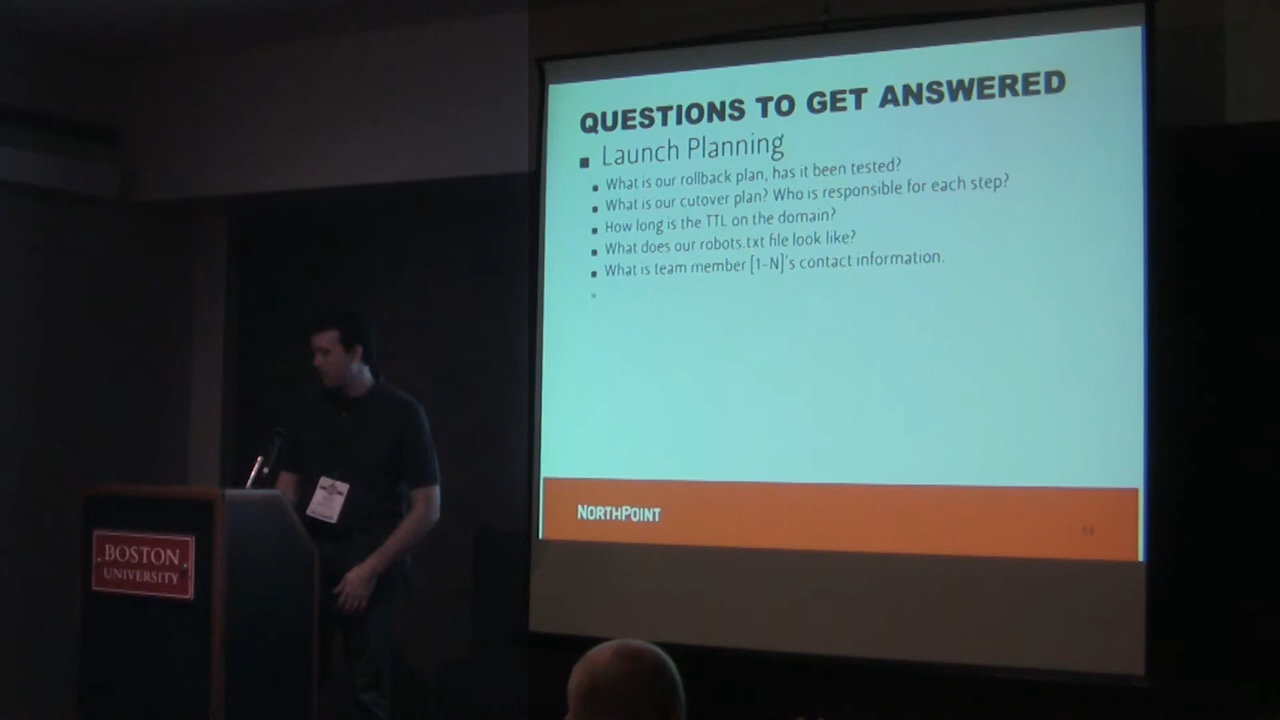 QUESTIONS TO GET ANSWERED
Launch Planning
What is our rollback plan, has it been tested?
What is our cutover plan? Who is responsible for each step?
How long is the TTL on the domain?
What does our robots.txt file look like?
What is team member [1-N]'s contact information.
NORTHPOINT
BOSTON
UNIVERSITY